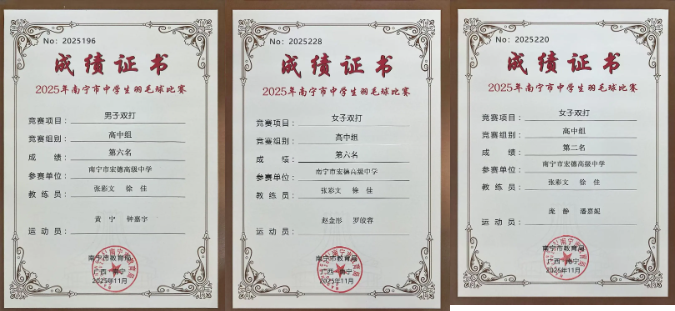 No：2025196
成绩证书
2025年南宁市中学生羽毛球比赛
竞赛项目： 男子双打
竞赛组别： 高中组
成 绩： 第六名
参赛单位： 南宁市宏德高级中学
教练员： 张彩文 徐佳
黄宁
运动员：
南宁市教育局
广西·南宁
2025年11月
No：2025228
成绩证书
2025年南宁市中学生羽毛球比赛
竞赛项目： 女子双打
竞赛组别： 高中组
成 绩： 第六名
参赛单位： 南宁市宏德高级中学
教练员： 张彩文 徐佳
运动员：
南宁市教育局
广西·南宁
2025年11月
No：2025220
成绩证书
2025年南宁市中学生羽毛球比赛
竞赛项目： 女子双打
竞赛组别： 高中组
成 绩： 第二名
参赛单位： 南宁市宏德高级中学
教练员： 张彩文 徐佳
运动员：
南宁市教育局
广西·南宁
2025年11月